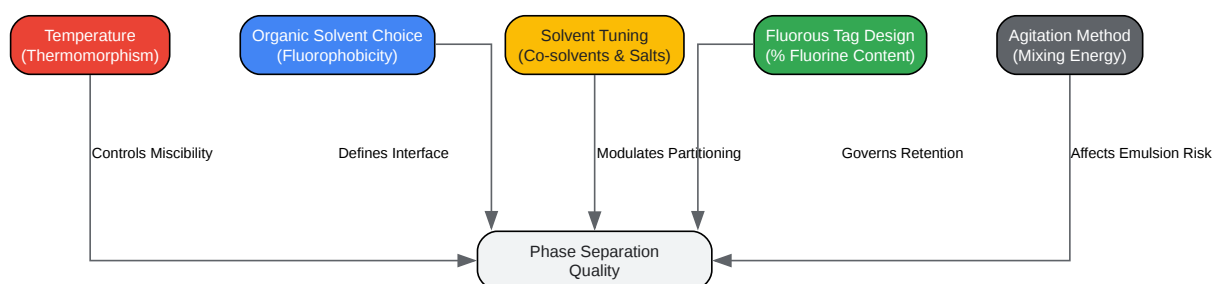 Temperature
(Thermomorphism)
Organic Solvent Choice
(Fluorophobicity)
Solvent Tuning
(Co-solvents & Salts)
Fluorous Tag Design
(% Fluorine Content)
Agitation Method
(Mixing Energy)
Controls Miscibility
Defines Interface
Modulates Partitioning
Governs Retention
Affects Emulsion Risk
Phase Separation
Quality